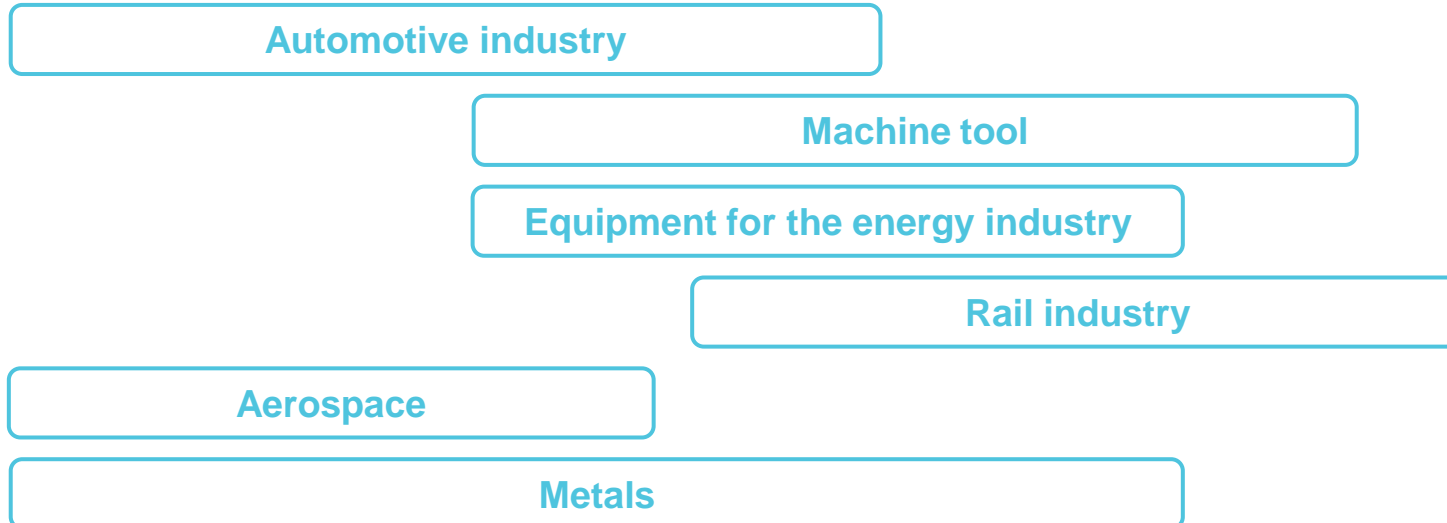 Automotive industry
Machine tool
Equipment for the energy industry
Rail industry
Aerospace
Metals